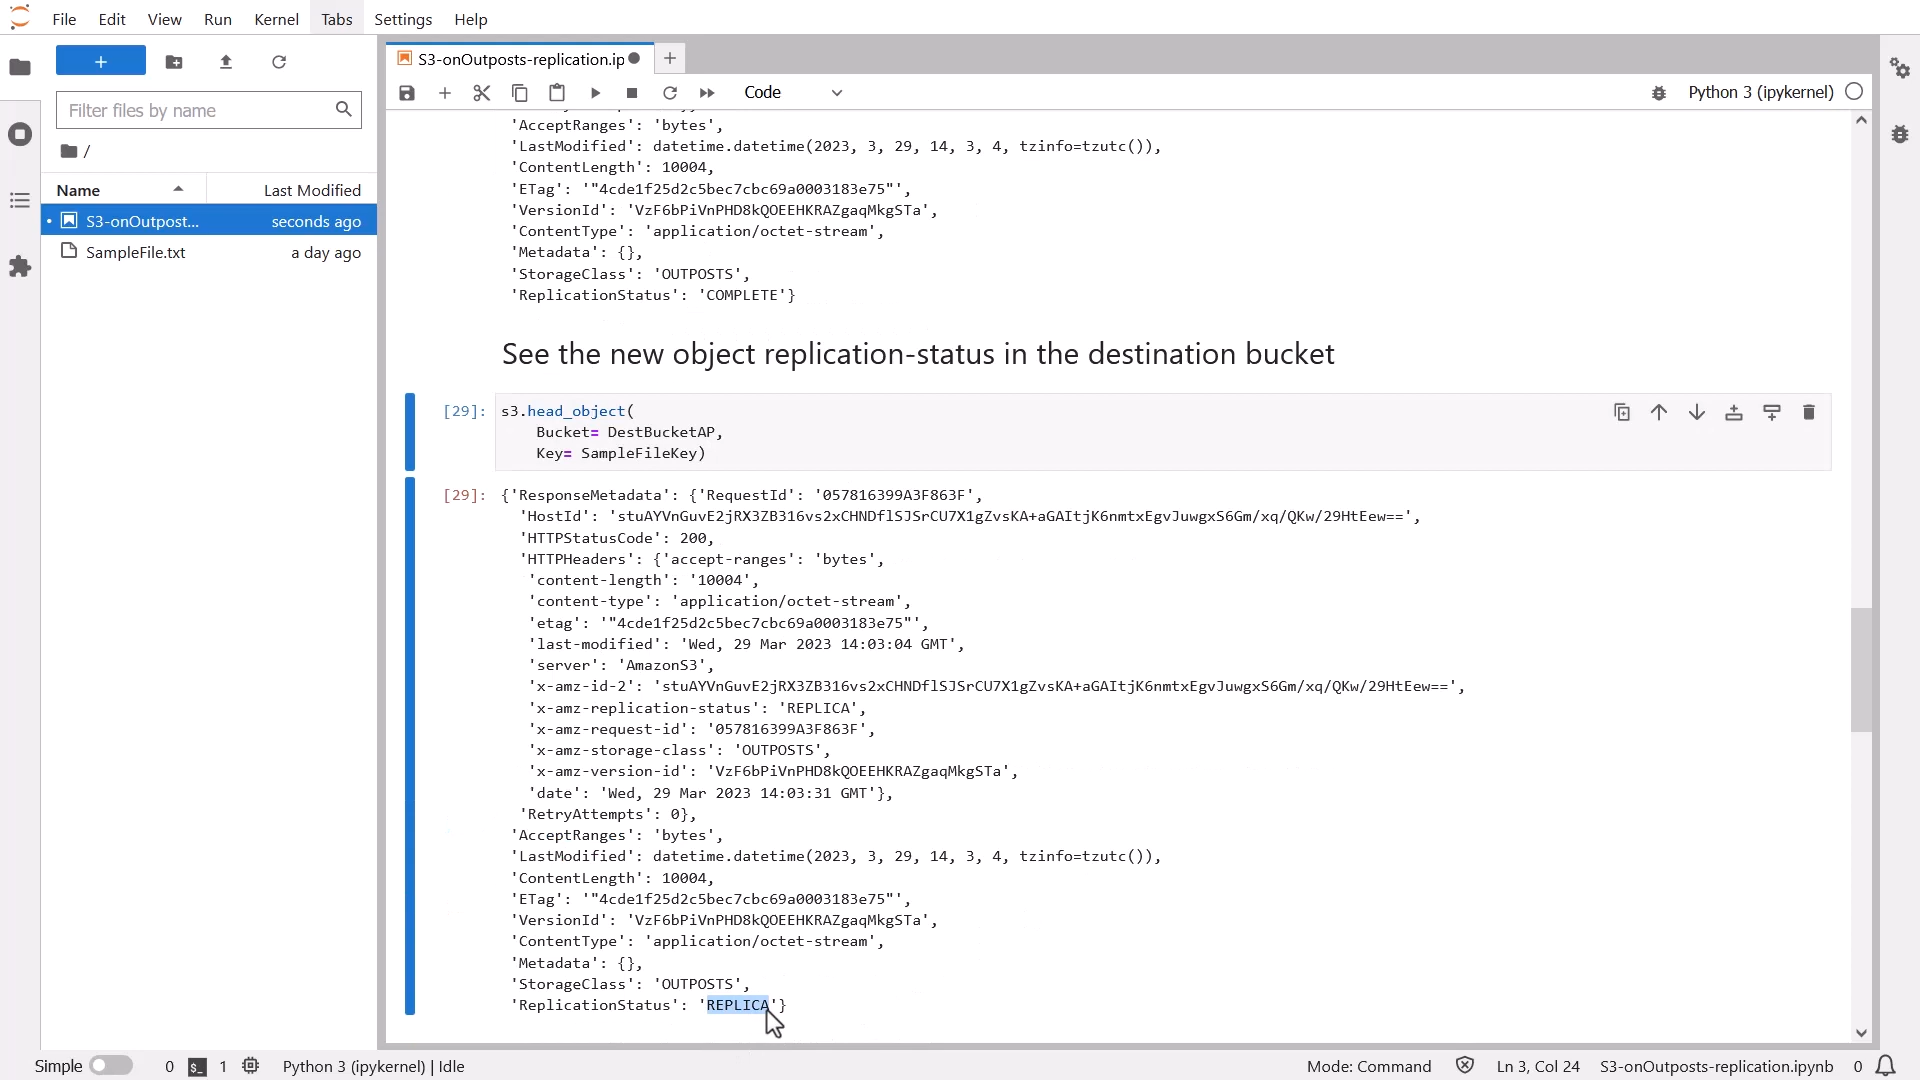 File Edit View Run Kernel Tabs Settings Help
S3-onOutposts-replication.ip
Code
Python 3 (ipykernel)
Filter files by name
/
Name Last Modified
S3-onOutpost... seconds ago
SampleFile.txt a day ago
'AcceptRanges': 'bytes',
'LastModified': datetime.datetime(2023, 3, 29, 14, 3, 4, tzinfo=tzutc()),
'ContentLength': 10004,
'ETag': '"4cde1f25d2c5bec7cbc69a0003183e75"',
'VersionId': 'VzF6bPiVnPHD8kQOEEHKRAZgaqMkgSTa',
'ContentType': 'application/octet-stream',
'Metadata': {},
'StorageClass': 'OUTPOSTS',
'ReplicationStatus': 'COMPLETE'}
See the new object replication-status in the destination bucket
[29]: s3.head_object(
Bucket= DestBucketAP,
Key= SampleFileKey)
[29]: {'ResponseMetadata': {'RequestId': '057816399A3F863F',
'HostId': 'stuAYVnGuvE2jRX3ZB316vs2xCHNDflSJSrCU7X1gZvsKA+aGAItjK6nmtxEgvJuwgxS6Gm/xq/QKw/29HtEew==',
'HTTPStatusCode': 200,
'HTTPHeaders': {'accept-ranges': 'bytes',
'content-length': '10004',
'content-type': 'application/octet-stream',
'etag': '"4cde1f25d2c5bec7cbc69a0003183e75"',
'last-modified': 'Wed, 29 Mar 2023 14:03:04 GMT',
'server': 'AmazonS3',
'x-amz-id-2': 'stuAYVnGuvE2jRX3ZB316vs2xCHNDflSJSrCU7X1gZvsKA+aGAItjK6nmtxEgvJuwgxS6Gm/xq/QKw/29HtEew==',
'x-amz-replication-status': 'REPLICA',
'x-amz-request-id': '057816399A3F863F',
'x-amz-storage-class': 'OUTPOSTS',
'x-amz-version-id': 'VzF6bPiVnPHD8kQOEEHKRAZgaqMkgSTa',
'date': 'Wed, 29 Mar 2023 14:03:31 GMT'},
'RetryAttempts': 0},
'AcceptRanges': 'bytes',
'LastModified': datetime.datetime(2023, 3, 29, 14, 3, 4, tzinfo=tzutc()),
'ContentLength': 10004,
'ETag': '"4cde1f25d2c5bec7cbc69a0003183e75"',
'VersionId': 'VzF6bPiVnPHD8kQOEEHKRAZgaqMkgSTa',
'ContentType': 'application/octet-stream',
'Metadata': {},
'StorageClass': 'OUTPOSTS',
'ReplicationStatus': 'REPLICA'}
Simple 0 1 Python 3 (ipykernel) | Idle Mode: Command Ln 3, Col 24 S3-onOutposts-replication.ipynb 0